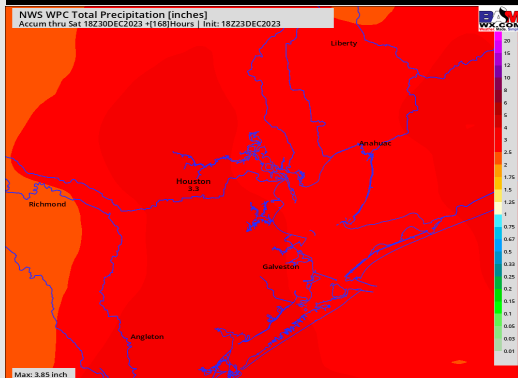 NWS WPC Total Precipitation [inches]
Accum thru Sat 18Z30DEC2023 +[168]Hours | Init: 18Z23DEC2023
WX.COM
Liberty
Anahuac
Houston
3.3
Richmond
Galveston
Angleton
20
15
12
10
8
6
5
4
3
2.5
2
1.75
1.5
1.25
1
0.75
0.67
0.5
0.33
0.25
0.2
0.15
0.1
0.05
0.03
0.01
Max: 3.85 inch